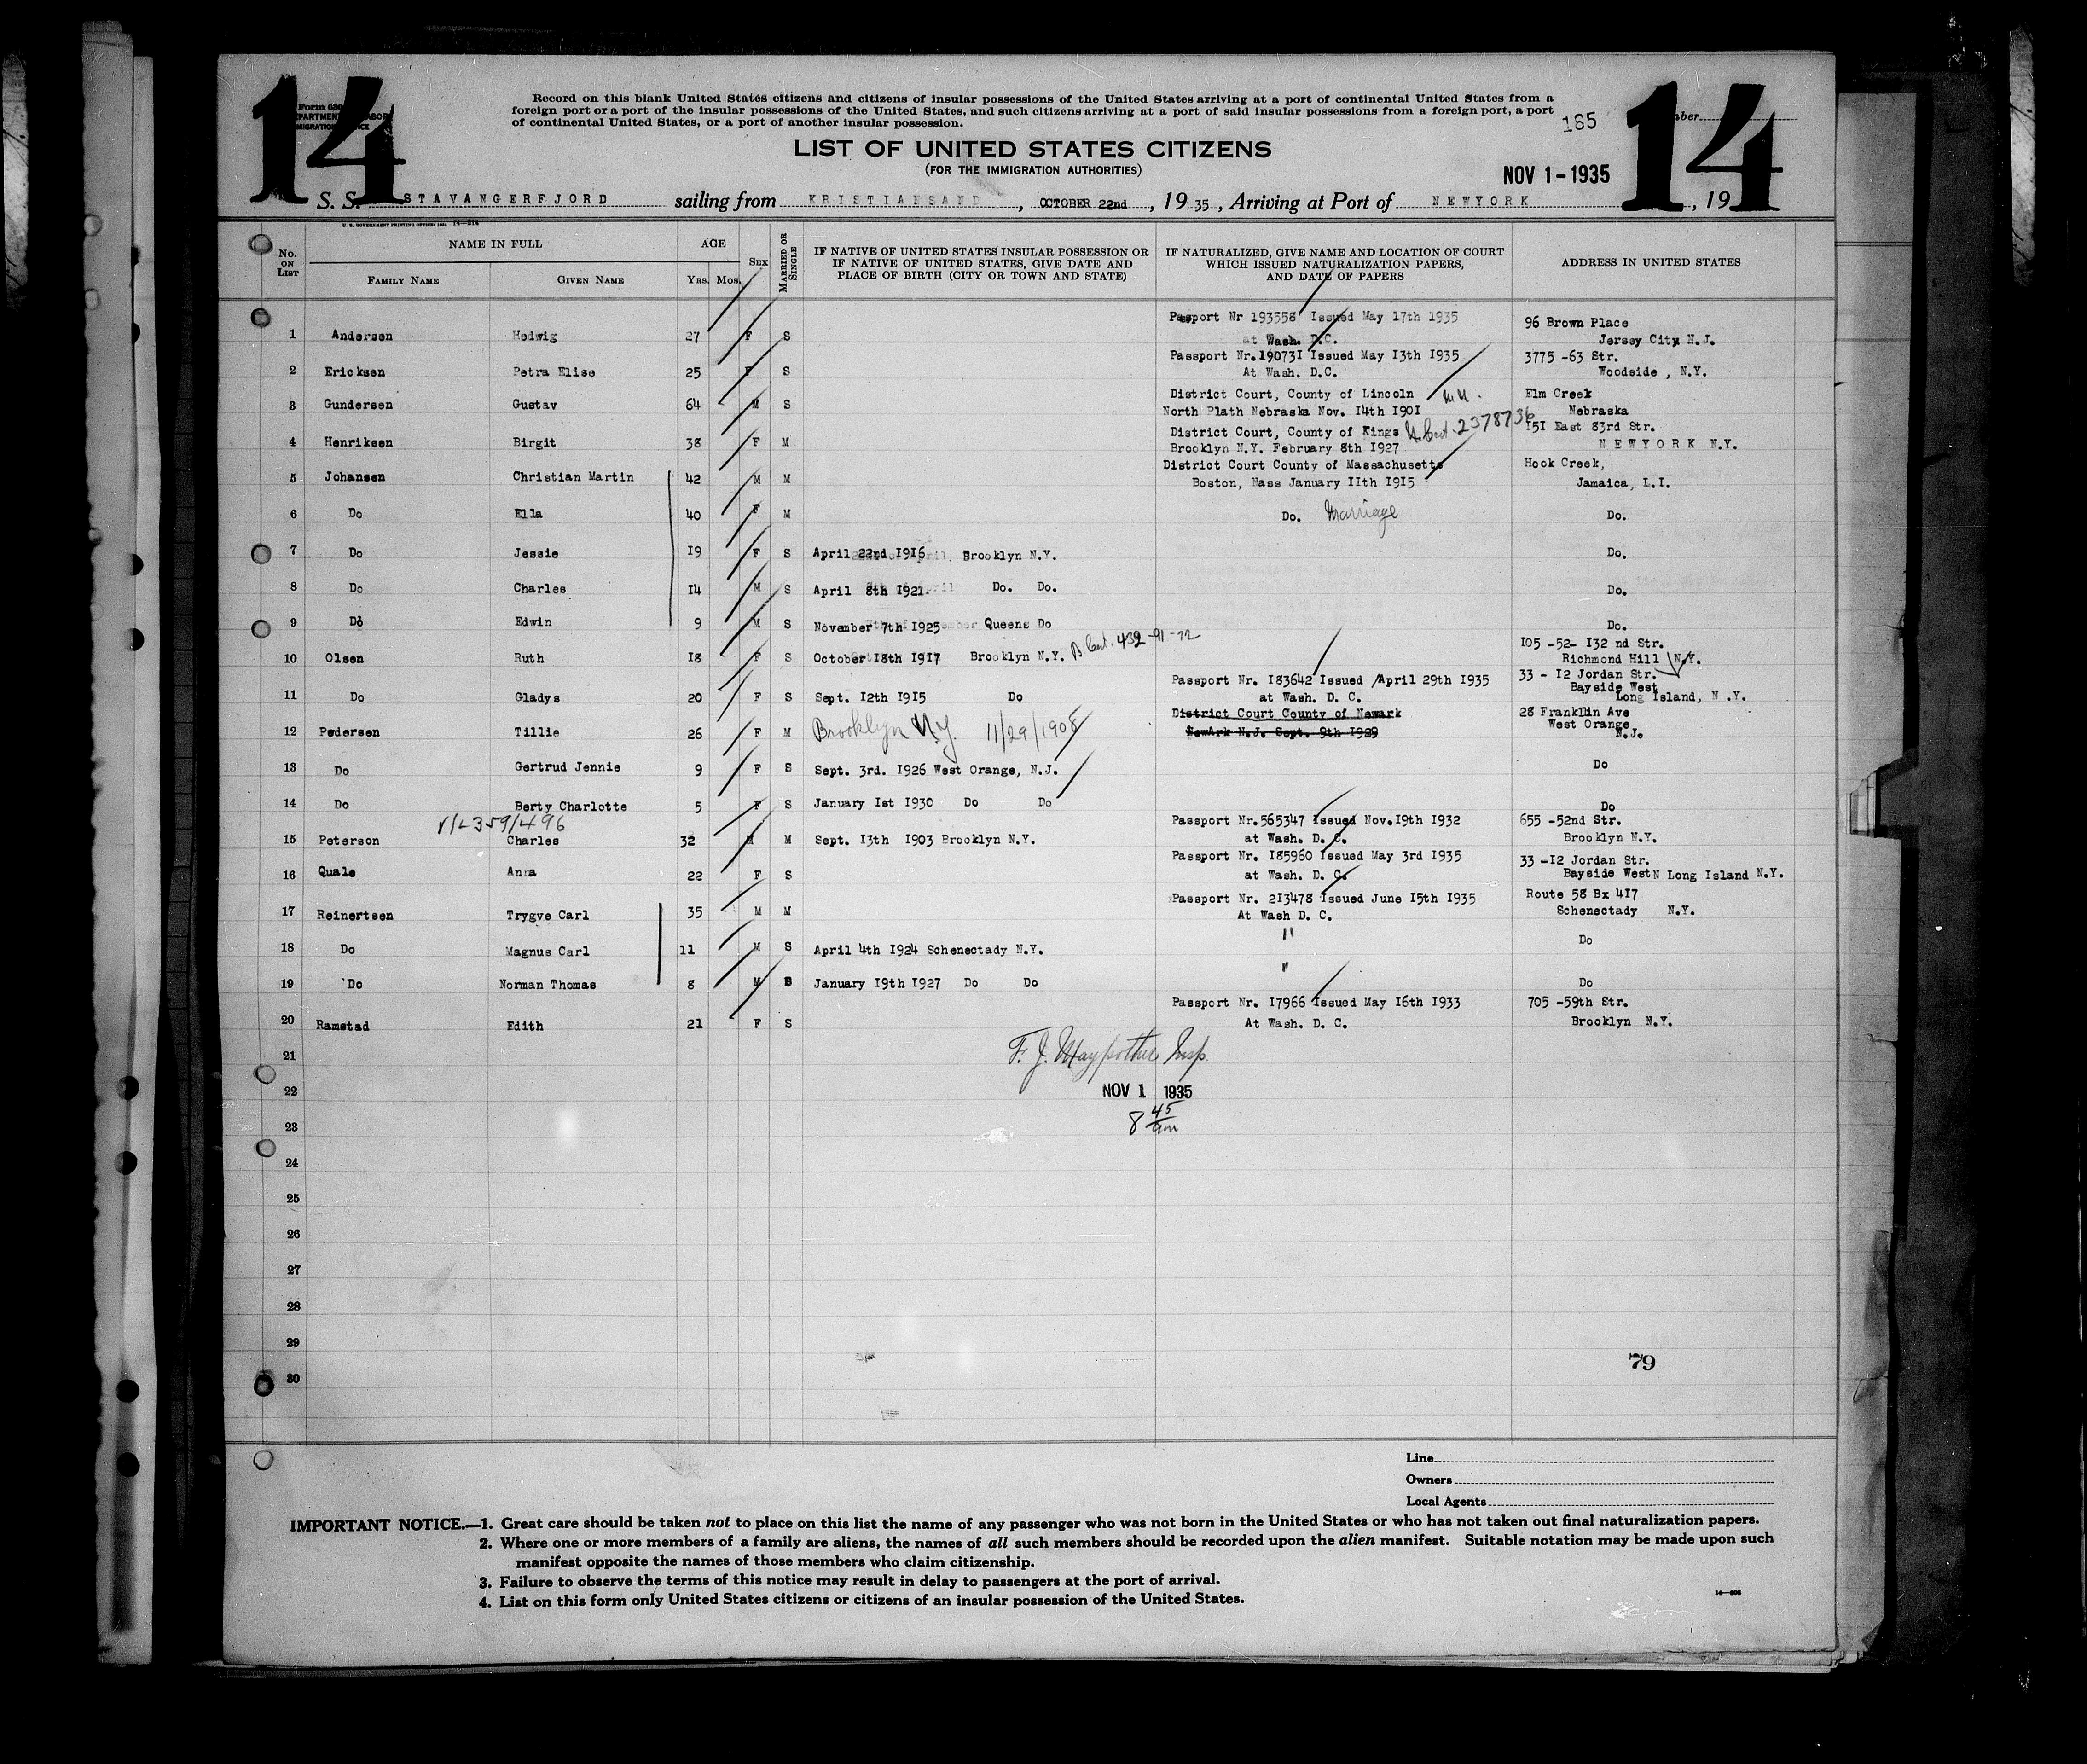 14
14
Form 630
Record on this blank United States citizens and citizens of insular possessions of the United States arriving at a port of continental United States from a
foreign port or a port of the insular possessions of the United States, and such citizens arriving at a port of said insular possessions from a foreign port, a port
of continental United States, or a port of another insular possession.
185
LIST OF UNITED STATES CITIZENS
(FOR THE IMMIGRATION AUTHORITIES)
NOV 1-1935
S. S. STAVANGERFJORD sailing from KRISTIANSAND, OCTOBER 22nd, 1935, Arriving at Port of NEWYORK, 19
No. ON LIST NAME IN FULL AGE SEX MARRIED OR SINGLE IF NATIVE OF UNITED STATES INSULAR POSSESSION OR IF NATIVE OF UNITED STATES, GIVE DATE AND PLACE OF BIRTH (CITY OR TOWN AND STATE) IF NATURALIZED, GIVE NAME AND LOCATION OF COURT WHICH ISSUED NATURALIZATION PAPERS, AND DATE OF PAPERS ADDRESS IN UNITED STATES
FAMILY NAME GIVEN NAME YRS. MOS.
Passport Nr 193558 Issued May 17th 1935 96 Brown Place
1 Andersen Hedwig 27 F S at Wash. D.C. Jersey City N.J.
Passport Nr. 190731 Issued May 13th 1935 3775 -63 Str.
2 Ericksen Petra Elise 25 F S At Wash. D.C. Woodside , N.Y.
District Court, County of Lincoln Elm Creek
3 Gundersen Gustav 64 M S North Plath Nebraska Nov. 14th 1901 Nebraska
District Court, County of Kings 2378736 151 East 83rd Str.
4 Henriksen Birgit 38 F M Brooklyn N.Y. February 8th 1927 NEWYORK N.Y.
District Court County of Massachusetts Hook Creek,
5 Johansen Christian Martin 42 M M Boston, Mass January 11th 1915 Jamaica, L.I.
6 Do Ella 40 F M Do. Marriage Do.
7 Do Jessie 19 F S April 22nd 1916 Brooklyn N.Y. Do.
8 Do Charles 14 M S April 8th 1921 Do. Do. Do.
9 Do Edwin 9 M S November 7th 1925 Queens Do Do.
B Cert. 432-91-72 105 -52- 132 nd Str.
10 Olsen Ruth 18 F S October 18th 1917 Brooklyn N.Y. Richmond Hill N.Y.
Passport Nr. 183642 Issued April 29th 1935 33 - 12 Jordan Str.
Bayside West
11 Do Gladys 20 F S Sept. 12th 1915 Do at Wash. D. C. Long Island, N.Y.
District Court County of Newark 28 Franklin Ave
West Orange
12 Pedersen Tillie 26 F M Brooklyn N.Y. 11/29/1908 NewArk N.J. Sept. 9th 1929 N.J.
13 Do Gertrud Jennie 9 F S Sept. 3rd. 1926 West Orange, N.J. Do
14 Do Berty Charlotte 5 F S January 1st 1930 Do Do Do
Passport Nr. 565347 Issued Nov. 19th 1932 655 -52nd Str.
15 Peterson Charles 32 M M Sept. 13th 1903 Brooklyn N.Y. at Wash. D. C. Brooklyn N.Y.
Passport Nr. 185960 Issued May 3rd 1935 33 -12 Jordan Str.
16 Quale Anna 22 F S at Wash. D. C. Bayside West N Long Island N.Y.
Passport Nr. 213478 Issued June 15th 1935 Route 58 Bx 417
17 Reinertsen Trygve Carl 35 M M At Wash D. C. Schenectady N.Y.
18 Do Magnus Carl 11 M S April 4th 1924 Schenectady N.Y. " Do
19 Do Norman Thomas 8 M S January 19th 1927 Do Do " Do
Passport Nr. 17966 Issued May 16th 1933 705 -59th Str.
20 Ramstad Edith 21 F S At Wash. D. C. Brooklyn N.Y.
21
22 NOV 1 1935
8 45 am
23
24
25
26
27
28
29
79
30
Line
Owners
Local Agents
IMPORTANT NOTICE.—1. Great care should be taken not to place on this list the name of any passenger who was not born in the United States or who has not taken out final naturalization papers.
2. Where one or more members of a family are aliens, the names of all such members should be recorded upon the alien manifest. Suitable notation may be made upon such
manifest opposite the names of those members who claim citizenship.
3. Failure to observe the terms of this notice may result in delay to passengers at the port of arrival.
4. List on this form only United States citizens or citizens of an insular possession of the United States.